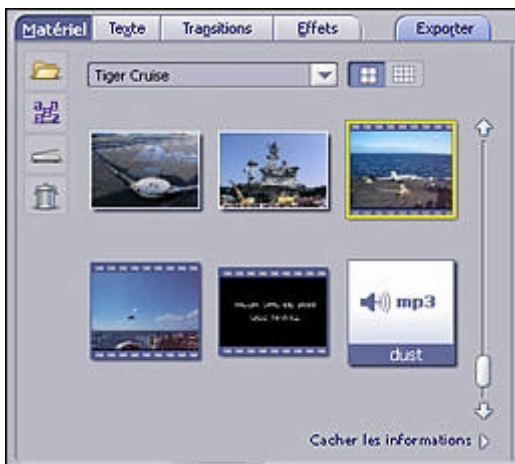 Matériel Texte Transitions Effets Exporter
Tiger Cruise
mp3
dust
Cacher les informations